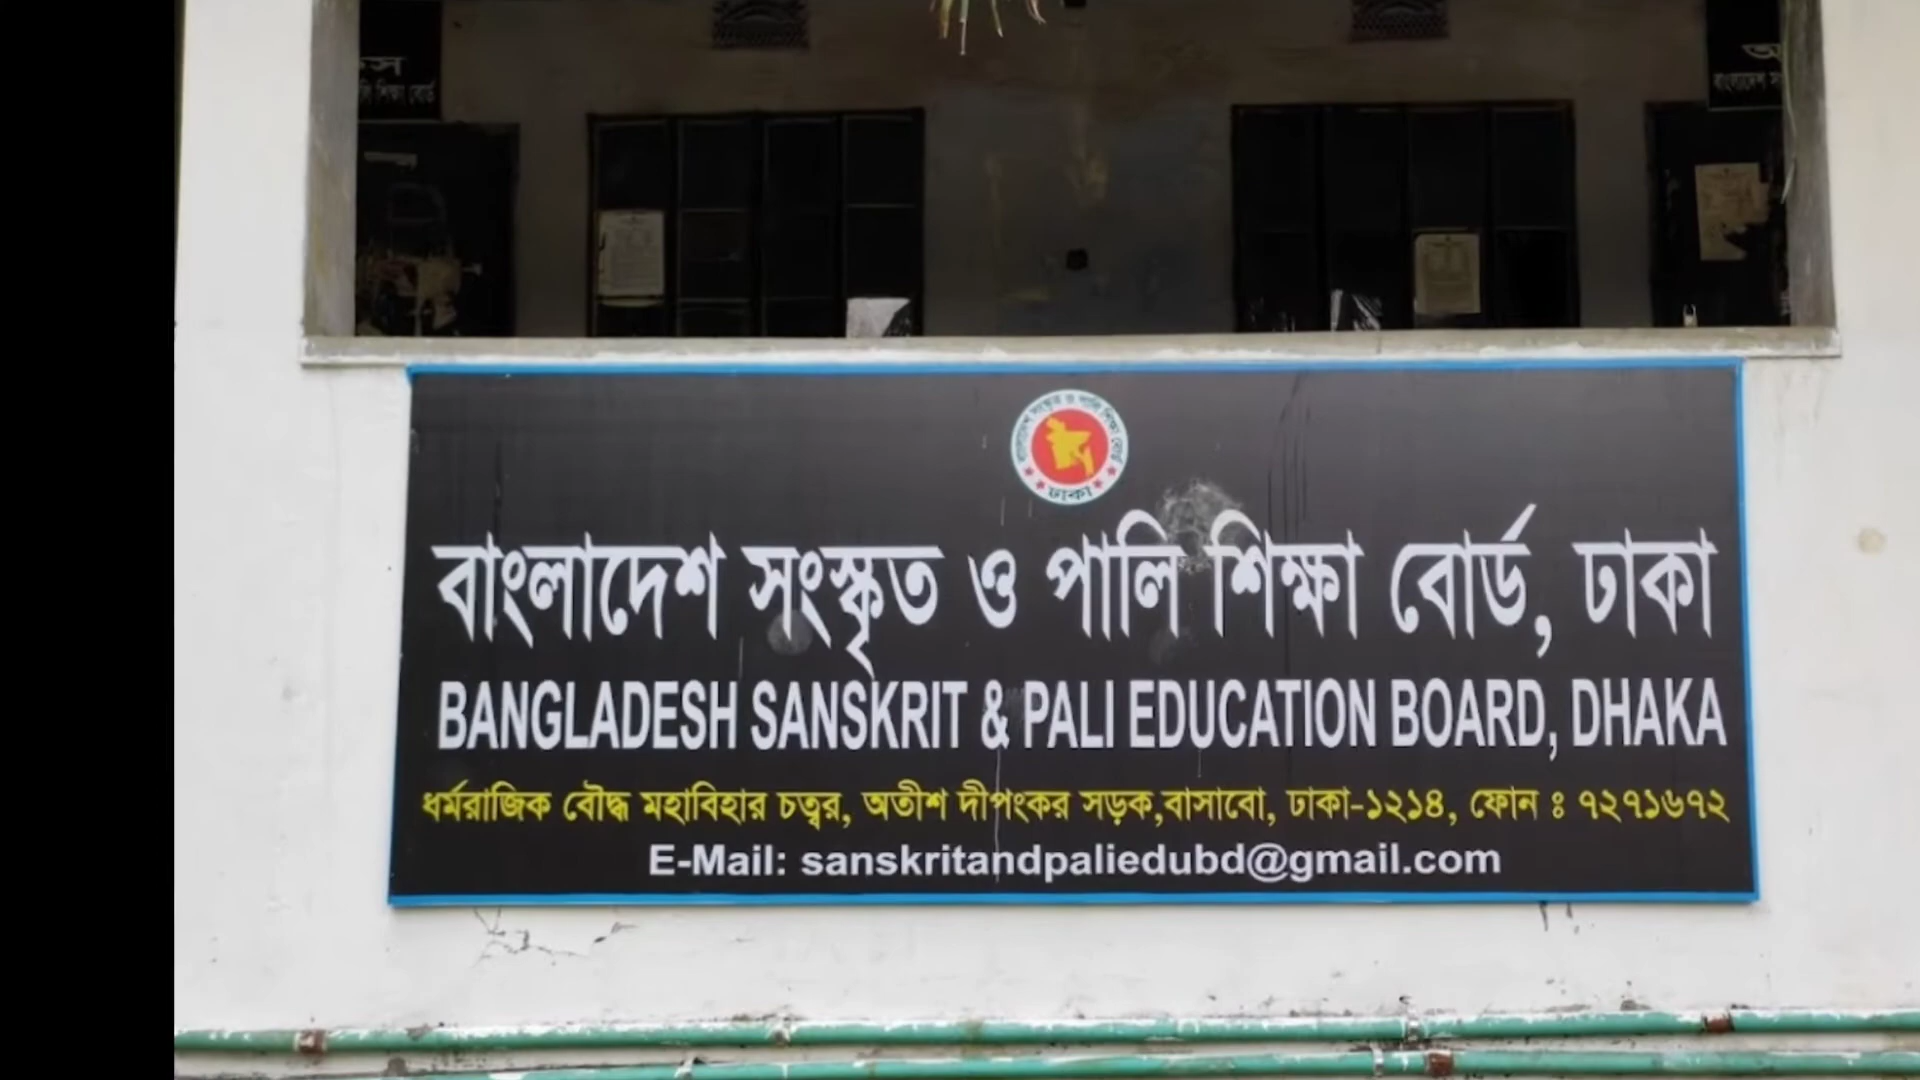 লি শিক্ষা বোর্ড
বাংলাদেশ সংস্কৃত ও পালি শিক্ষা বোর্ড
ঢাকা
বাংলাদেশ সংস্কৃত ও পালি শিক্ষা বোর্ড, ঢাকা
BANGLADESH SANSKRIT & PALI EDUCATION BOARD, DHAKA
ধর্মরাজিক বৌদ্ধ মহাবিহার চত্বর, অতীশ দীপংকর সড়ক,বাসাবো, ঢাকা-১২১৪, ফোন ঃ ৭২৭১৬৭২
E-Mail: sanskritandpaliedubd@gmail.com